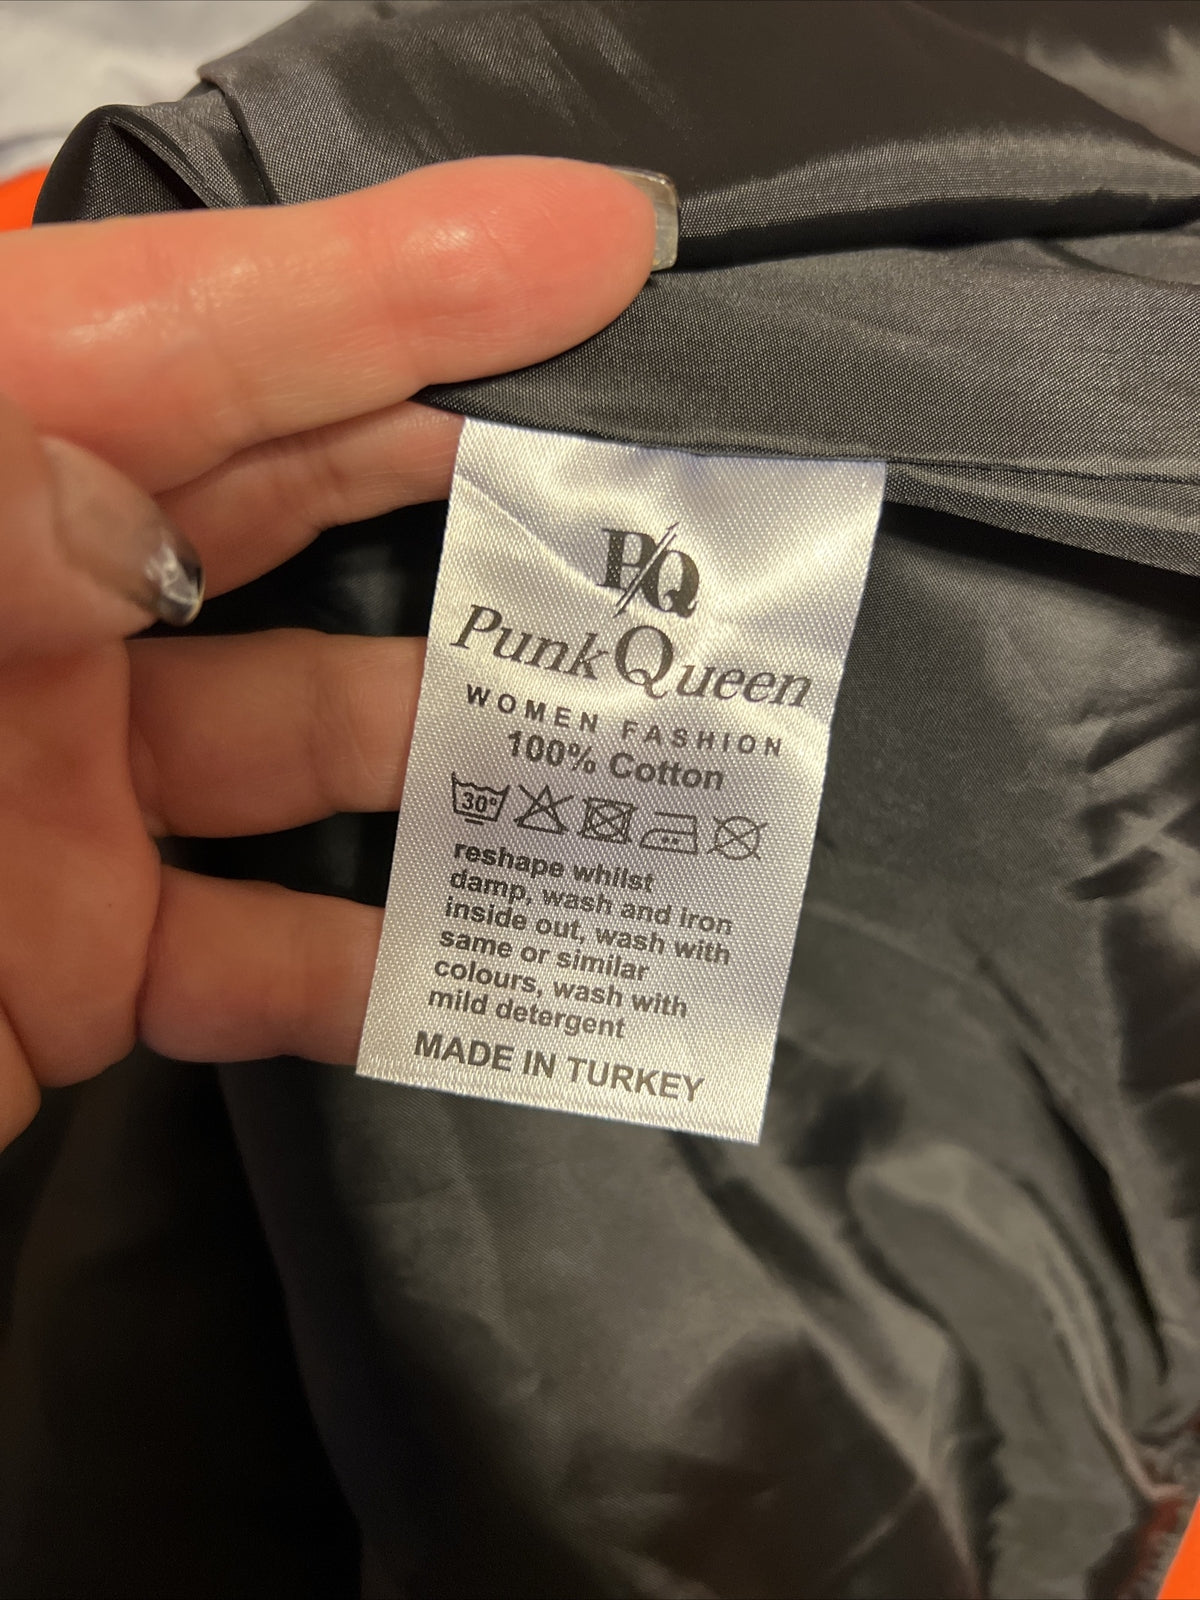 P/Q
Punk Queen
WOMEN FASHION
100% Cotton
30°
reshape whilst
damp, wash and iron
inside out, wash with
same or similar
colours, wash with
mild detergent
MADE IN TURKEY